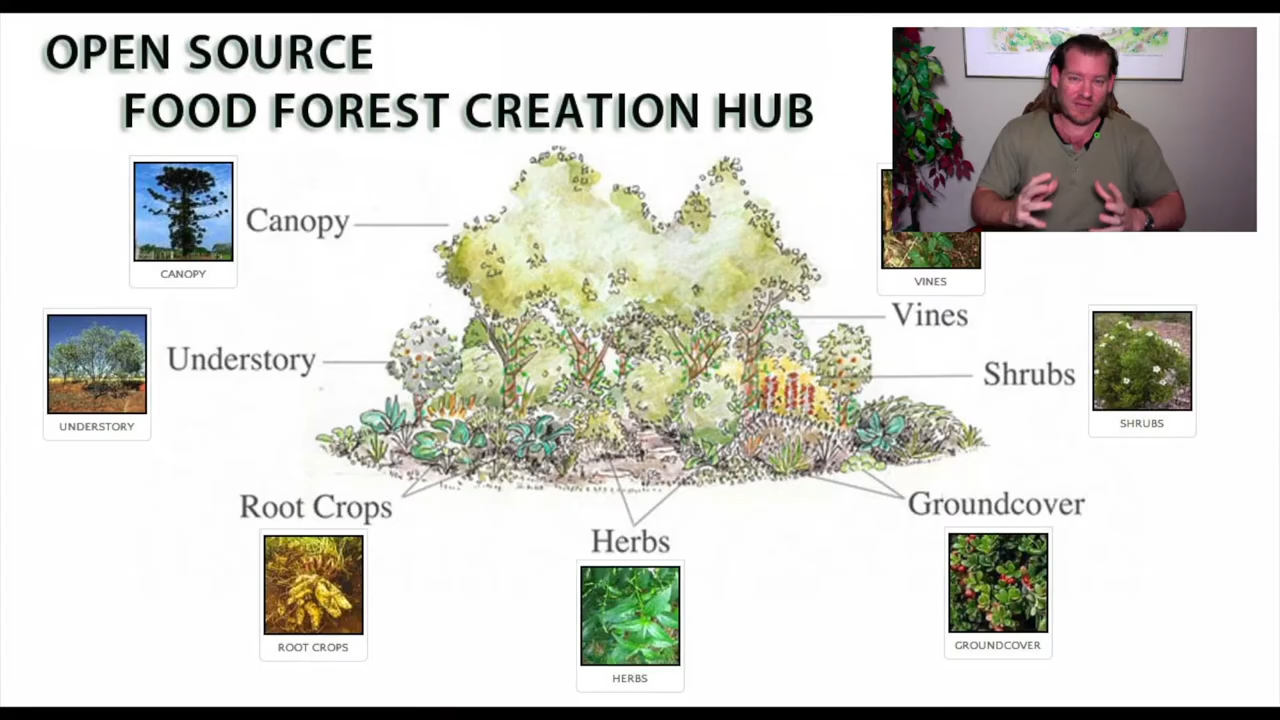 OPEN SOURCE
FOOD FOREST CREATION HUB
Canopy
CANOPY
VINES
Vines
Understory
UNDERSTORY
Shrubs
SHRUBS
Root Crops
ROOT CROPS
Herbs
HERBS
Groundcover
GROUNDCOVER